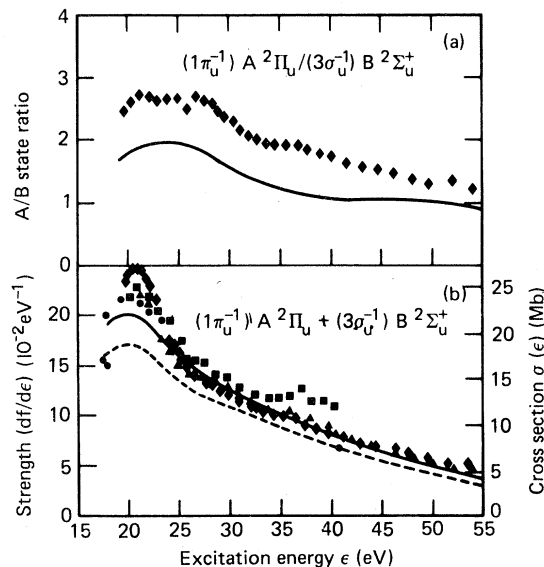 4
3
2
1
0
A/B state ratio
(a)
(1π_u^-1) A ²Π_u/(3σ_u^-1) B ²Σ_u^+
20
15
10
5
0
Strength (df/dε) (10^-2 eV^-1)
(b)
(1π_u^-1) A ²Π_u + (3σ_u^-1) B ²Σ_u^+
25
20
15
10
5
0
Cross section σ (ε) (Mb)
15 20 25 30 35 40 45 50 55
Excitation energy ε (eV)